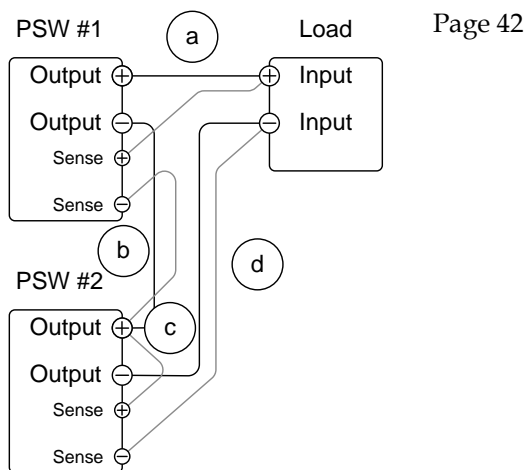 PSW #1
a
Load
Page 42
Output +
+ Input
Output −
− Input
Sense +
Sense −
b
d
PSW #2
Output +
c
Output −
Sense +
Sense −